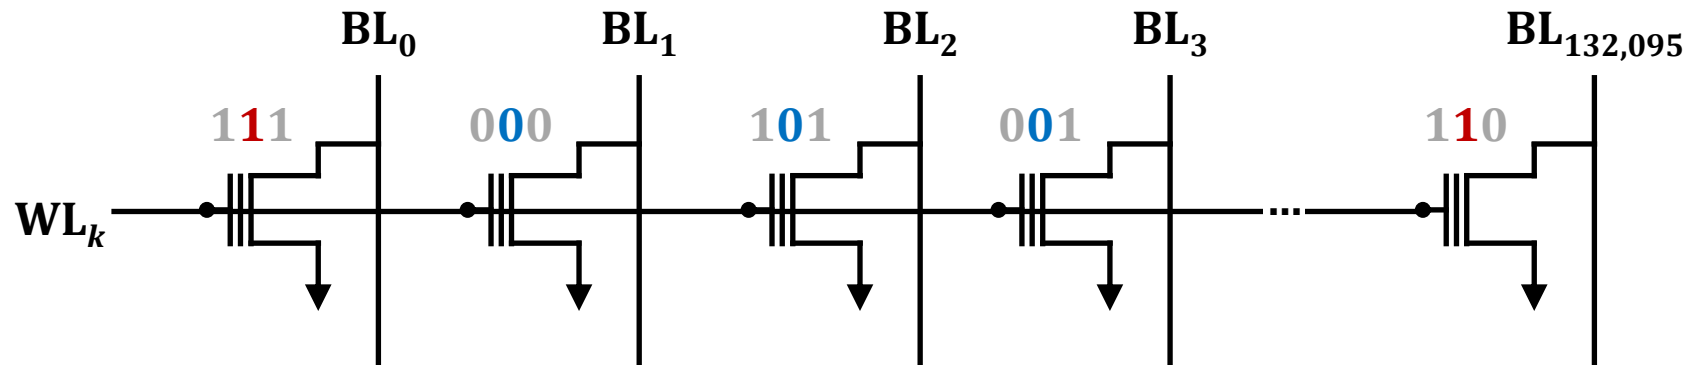 BL₀ BL₁ BL₂ BL₃ BL₁₃₂,₀₉₅
111 000 101 001 110
WLₖ ...